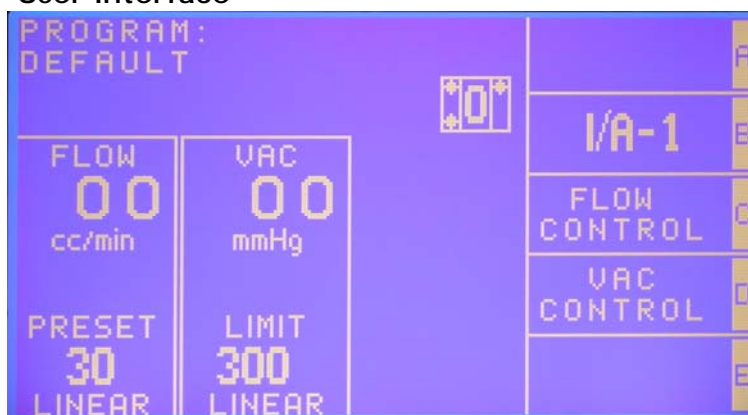 User Interface
PROGRAM:
DEFAULT
0
FLOW
00
cc/min
PRESET
30
LINEAR
VAC
00
mmHg
LIMIT
300
LINEAR
A
I/A-1
B
FLOW
CONTROL
C
VAC
CONTROL
D
E